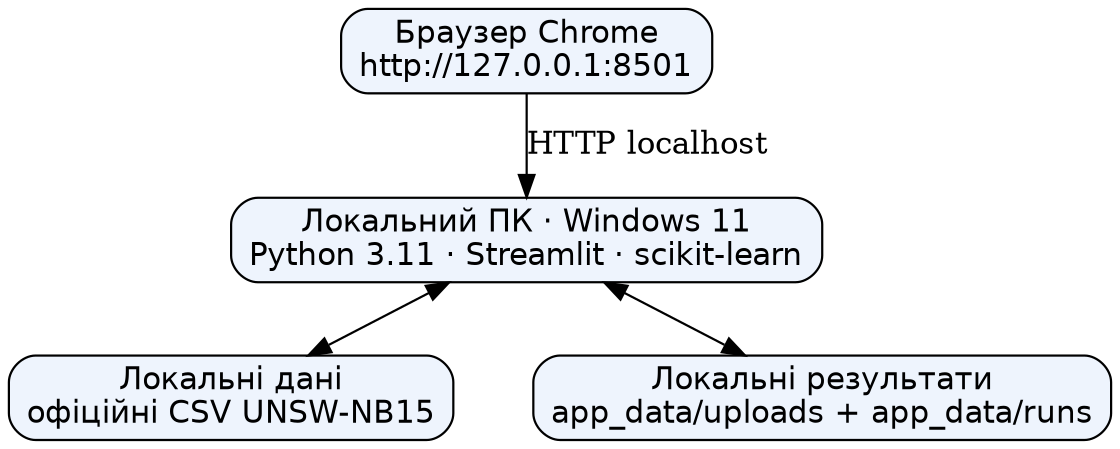 Браузер Chrome
http://127.0.0.1:8501
HTTP localhost
Локальний ПК · Windows 11
Python 3.11 · Streamlit · scikit-learn
Локальні дані
офіційні CSV UNSW-NB15
Локальні результати
app_data/uploads + app_data/runs